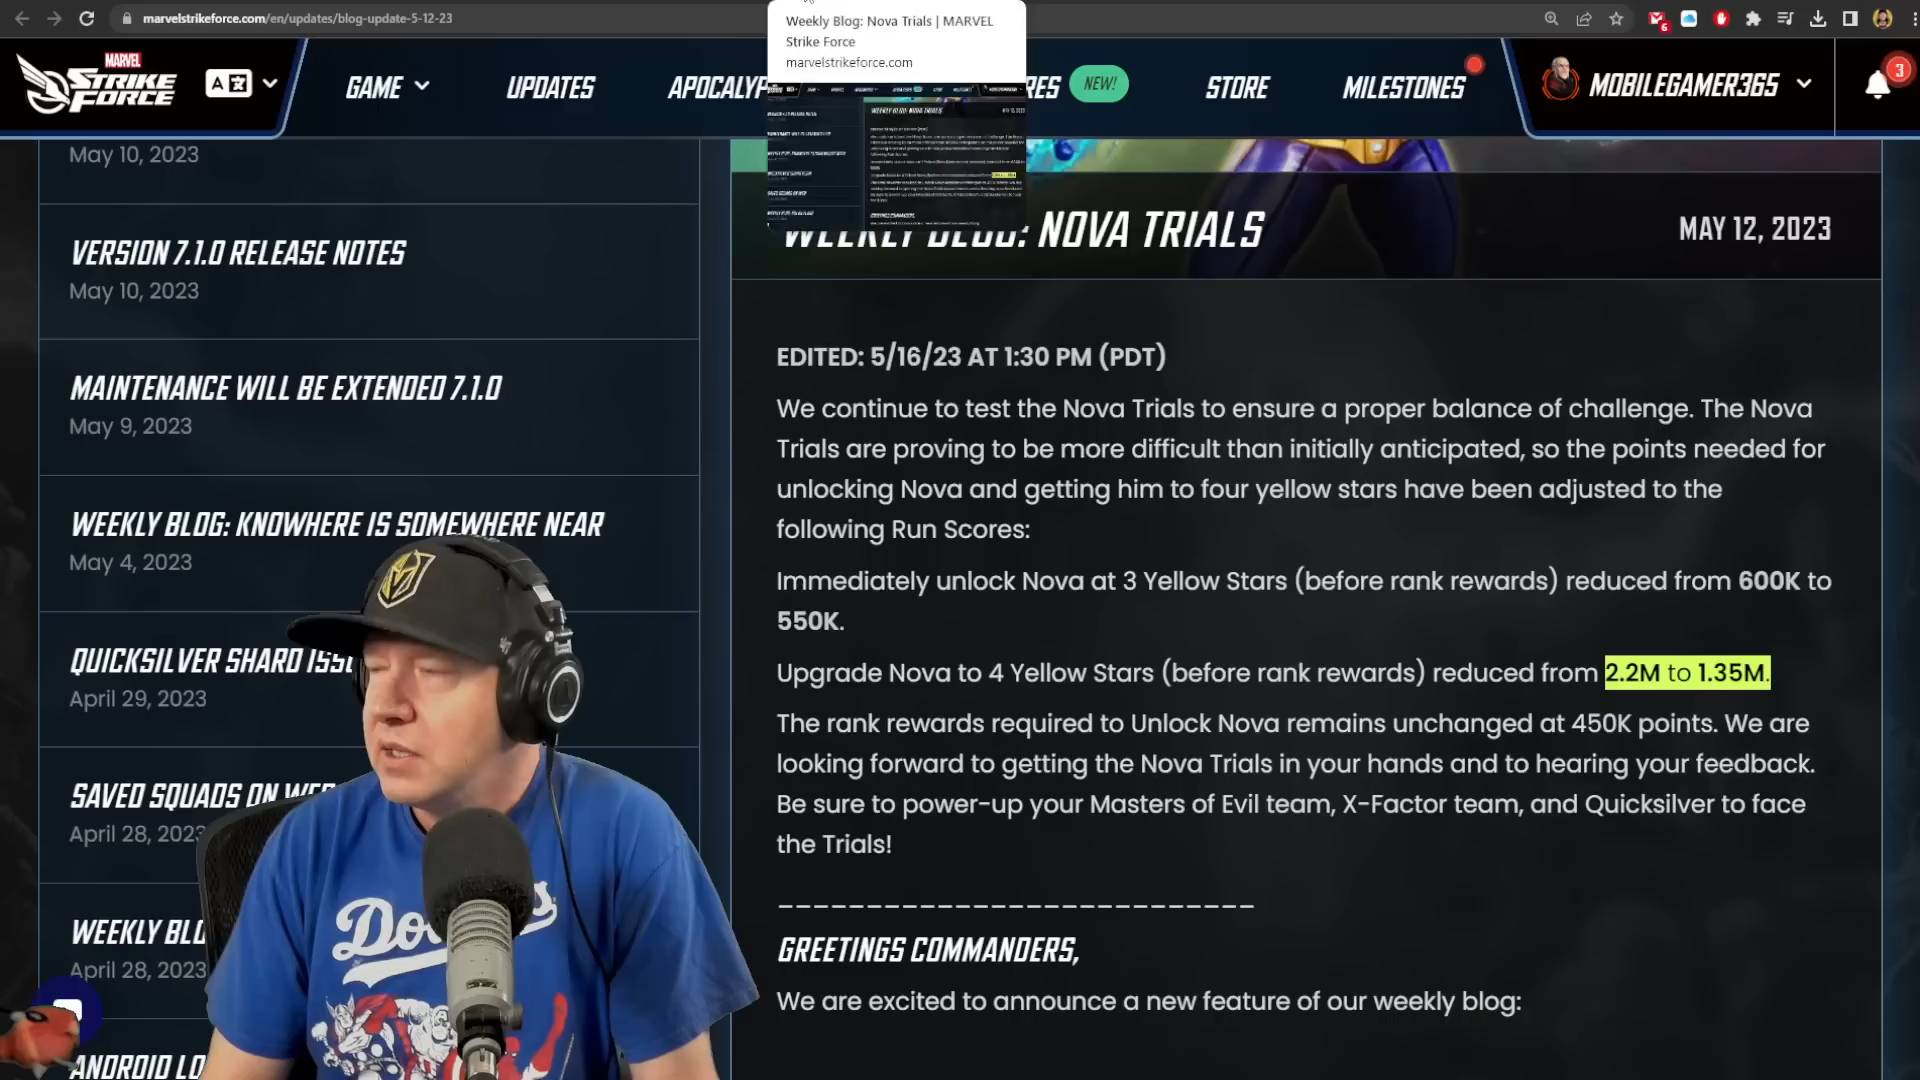 marvelstrikeforce.com/en/updates/blog-update-5-12-23
Weekly Blog: Nova Trials | MARVEL
Strike Force
marvelstrikeforce.com
6
MARVEL
STRIKE
FORCE
GAME
UPDATES
NEW!
STORE
MILESTONES
MOBILEGAMER365
3
May 10, 2023
VERSION 7.1.0 RELEASE NOTES
May 10, 2023
MAINTENANCE WILL BE EXTENDED 7.1.0
May 9, 2023
WEEKLY BLOG: KNOWHERE IS SOMEWHERE NEAR
May 4, 2023
QUICKSILVER SHARD
April 29, 2023
SAVED SQUADS ON
April 28, 2023
WEEKLY
April 28, 2023
ANDROID
WEEKLY BLOG: NOVA TRIALS
MAY 12, 2023
EDITED: 5/16/23 AT 1:30 PM (PDT)
We continue to test the Nova Trials to ensure a proper balance of challenge. The Nova
Trials are proving to be more difficult than initially anticipated, so the points needed for
unlocking Nova and getting him to four yellow stars have been adjusted to the
following Run Scores:
Immediately unlock Nova at 3 Yellow Stars (before rank rewards) reduced from 600K to
550K.
Upgrade Nova to 4 Yellow Stars (before rank rewards) reduced from 2.2M to 1.35M.
The rank rewards required to Unlock Nova remains unchanged at 450K points. We are
looking forward to getting the Nova Trials in your hands and to hearing your feedback.
Be sure to power-up your Masters of Evil team, X-Factor team, and Quicksilver to face
the Trials!
___________________________
GREETINGS COMMANDERS,
We are excited to announce a new feature of our weekly blog: